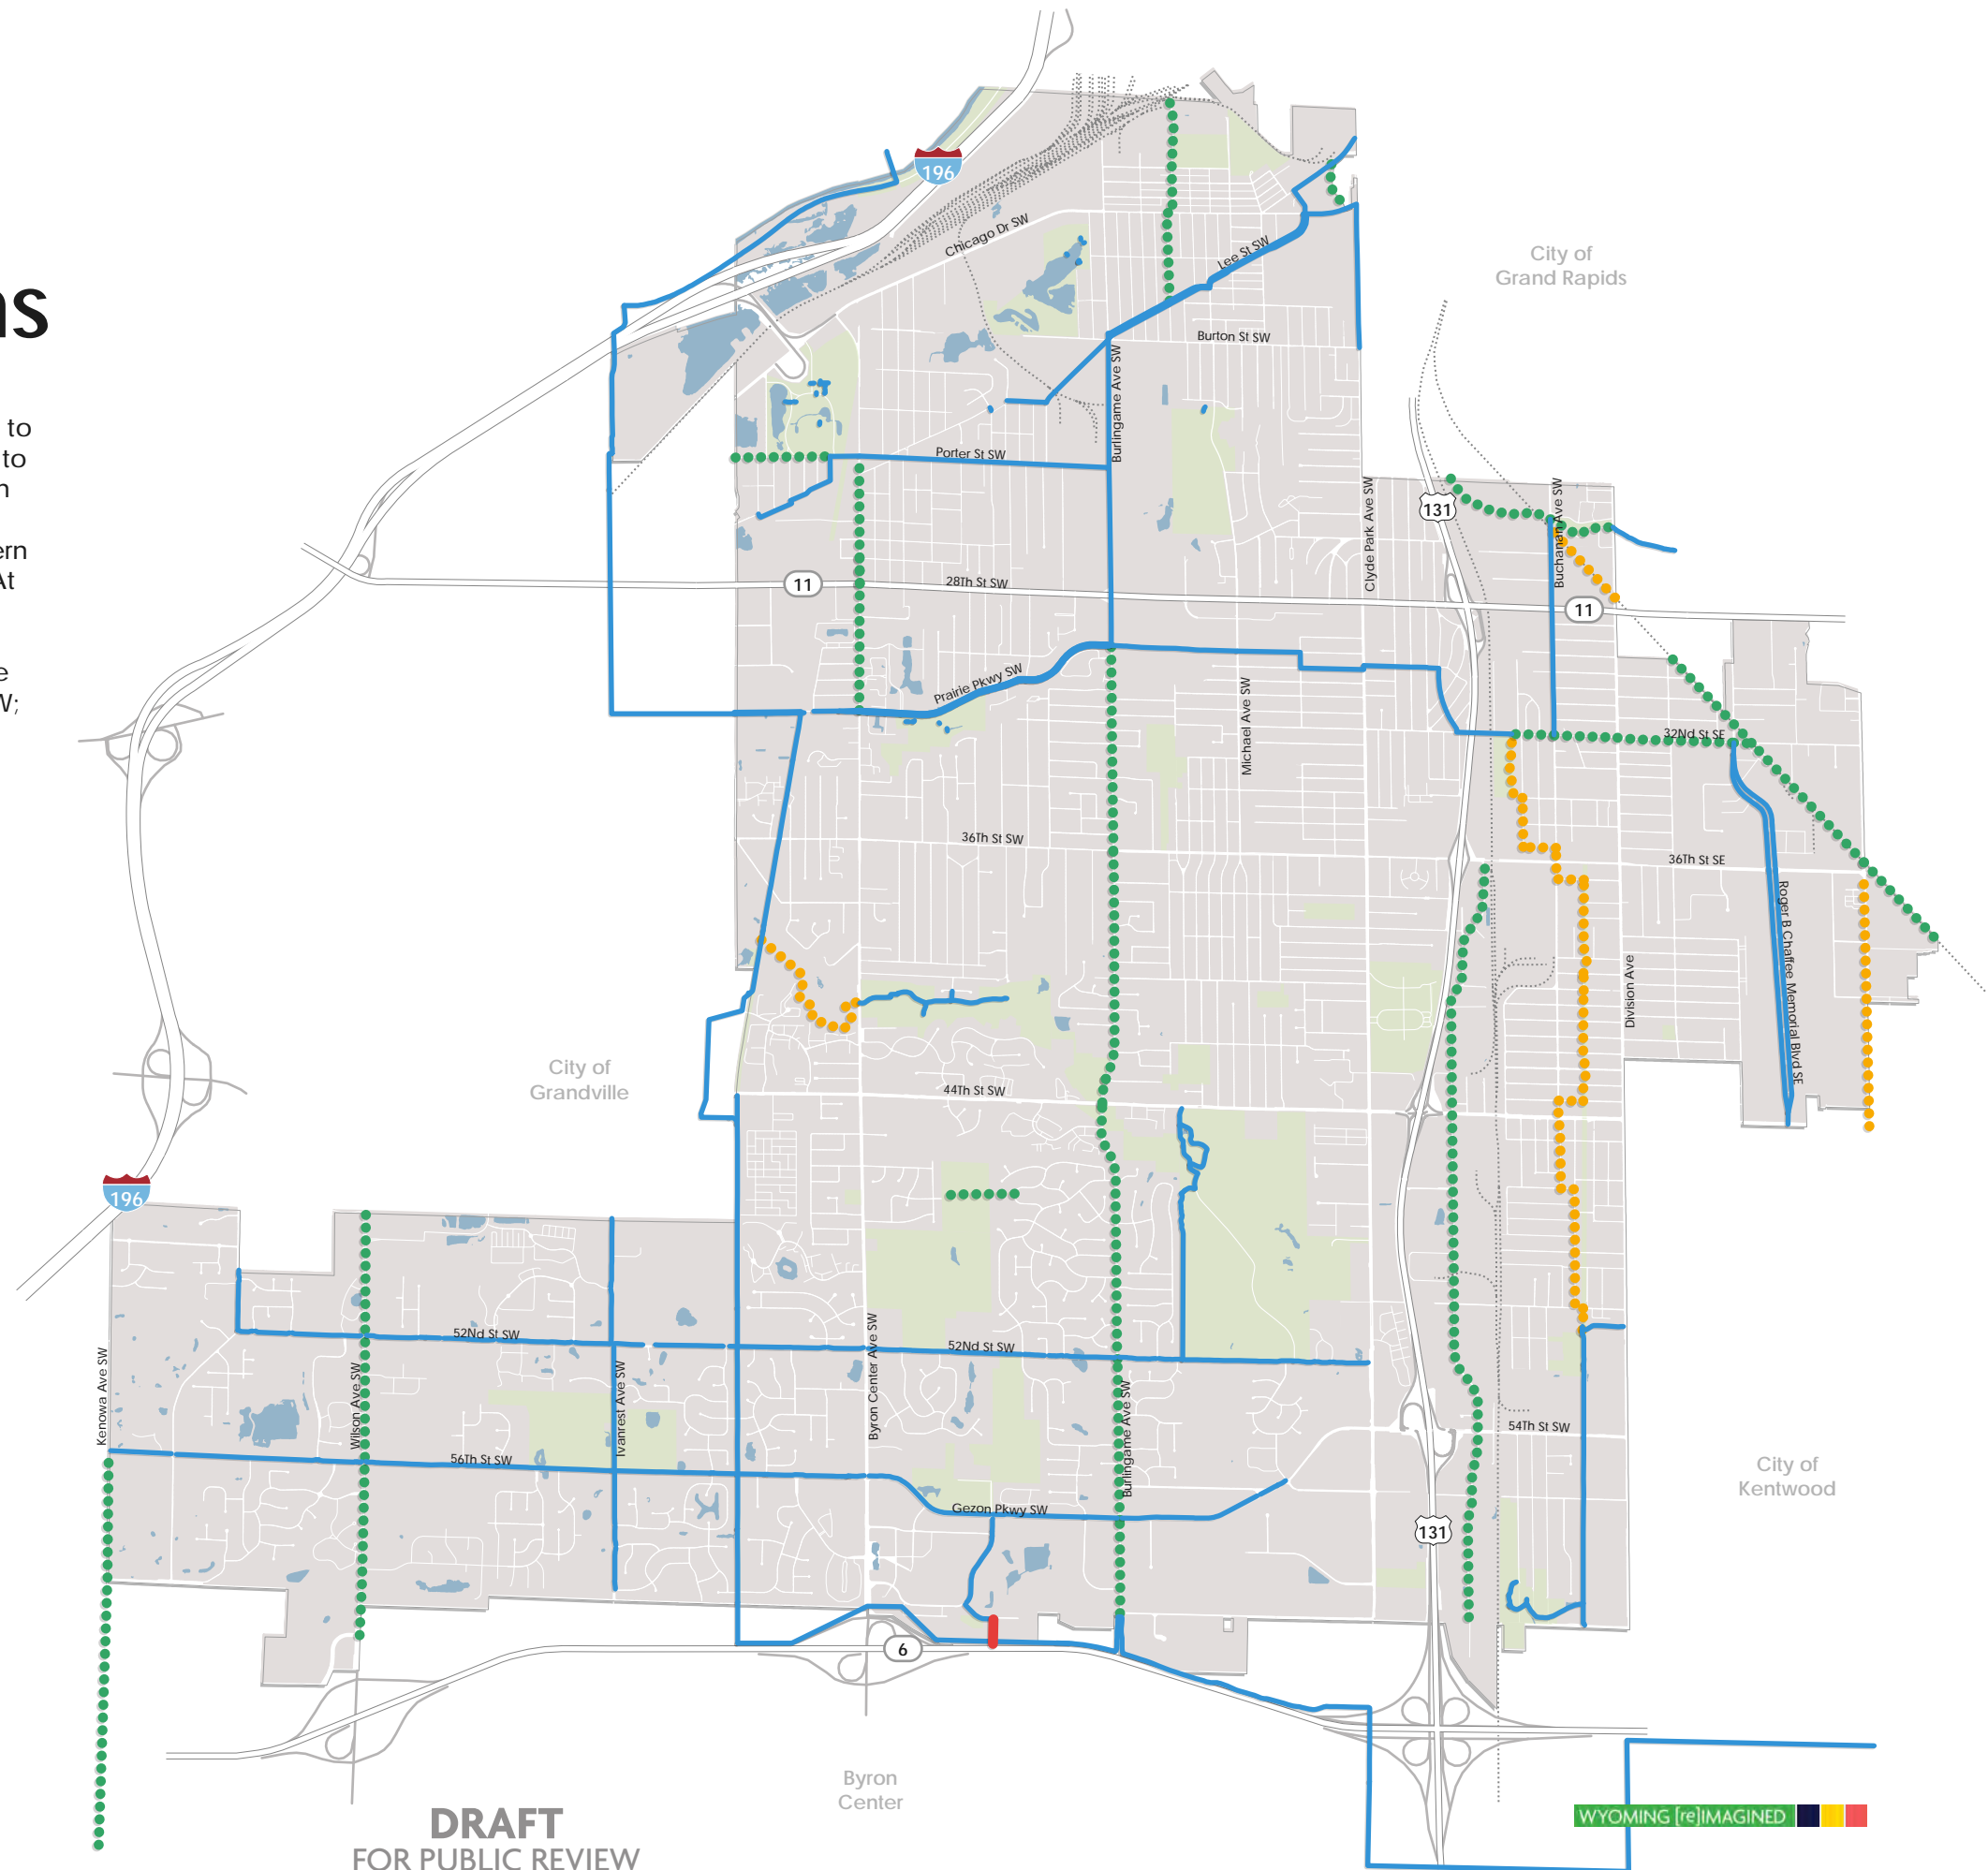 ns
to
to
n
ern
At
e
W;
196
Chicago Dr SW
Lee St SW
City of
Grand Rapids
Burton St SW
Burlingame Ave SW
Porter St SW
Clyde Park Ave SW
131
Buchanan Ave SW
11
28Th St SW
11
Prairie Pkwy SW
Michael Ave SW
32Nd St SE
36Th St SW
36Th St SE
Roger B Chaffee Memorial Blvd SE
Division Ave
City of
Grandville
44Th St SW
196
52Nd St SW
52Nd St SW
Kenowa Ave SW
Wilson Ave SW
Ivanrest Ave SW
Byron Center Ave SW
Burlingame Ave SW
54Th St SW
56Th St SW
City of
Kentwood
Gezon Pkwy SW
131
6
Byron
Center
DRAFT
FOR PUBLIC REVIEW
WYOMING [re]IMAGINED